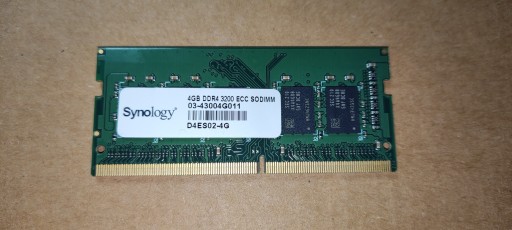 Synology
4GB DDR4 3200 ECC SODIMM
03-43004G011
D4ES02-4G